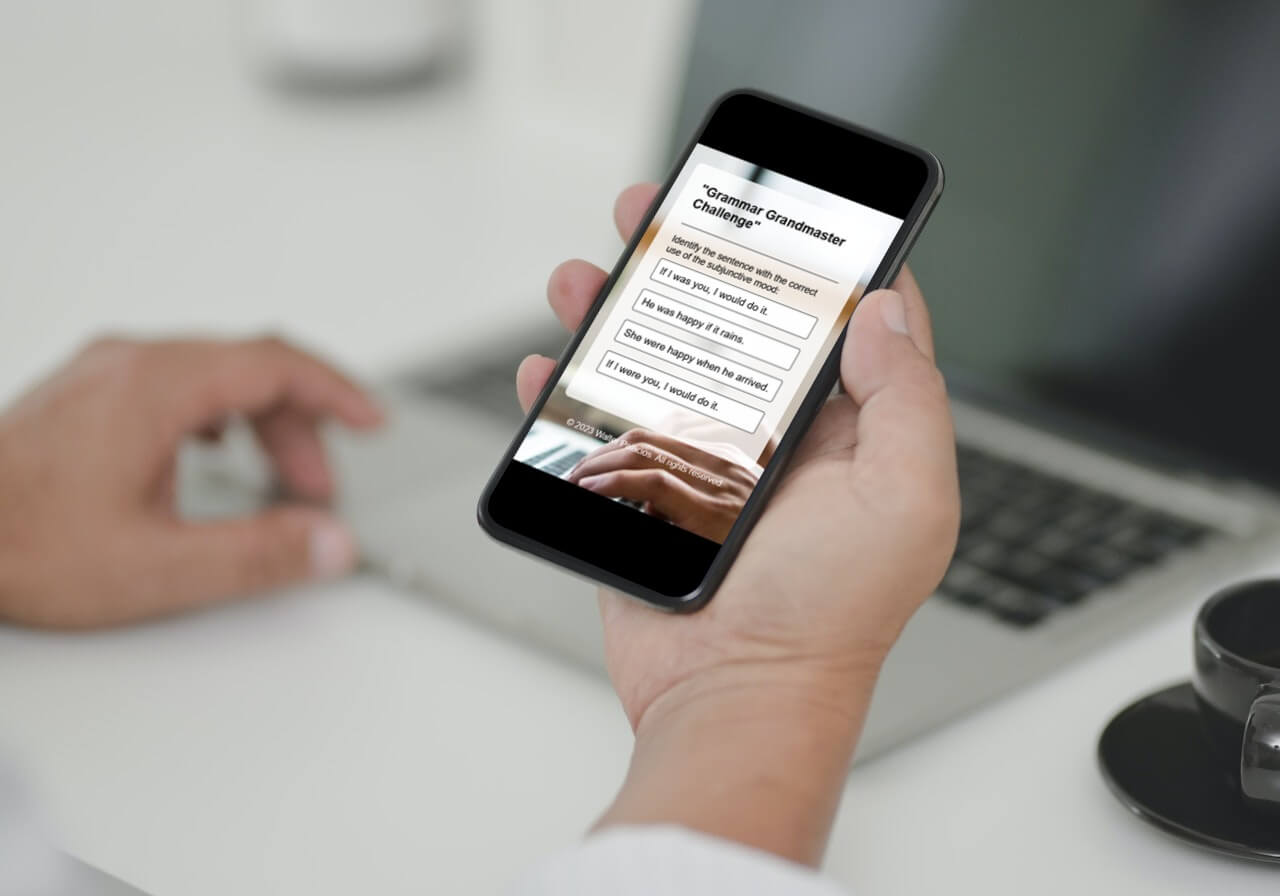 "Grammar Grandmaster
Challenge"
Identify the sentence with the correct
use of the subjunctive mood:
If I was you, I would do it.
He was happy if it rains.
She were happy when he arrived.
If I were you, I would do it.
© 2023 Walter Palacios. All rights reserved.